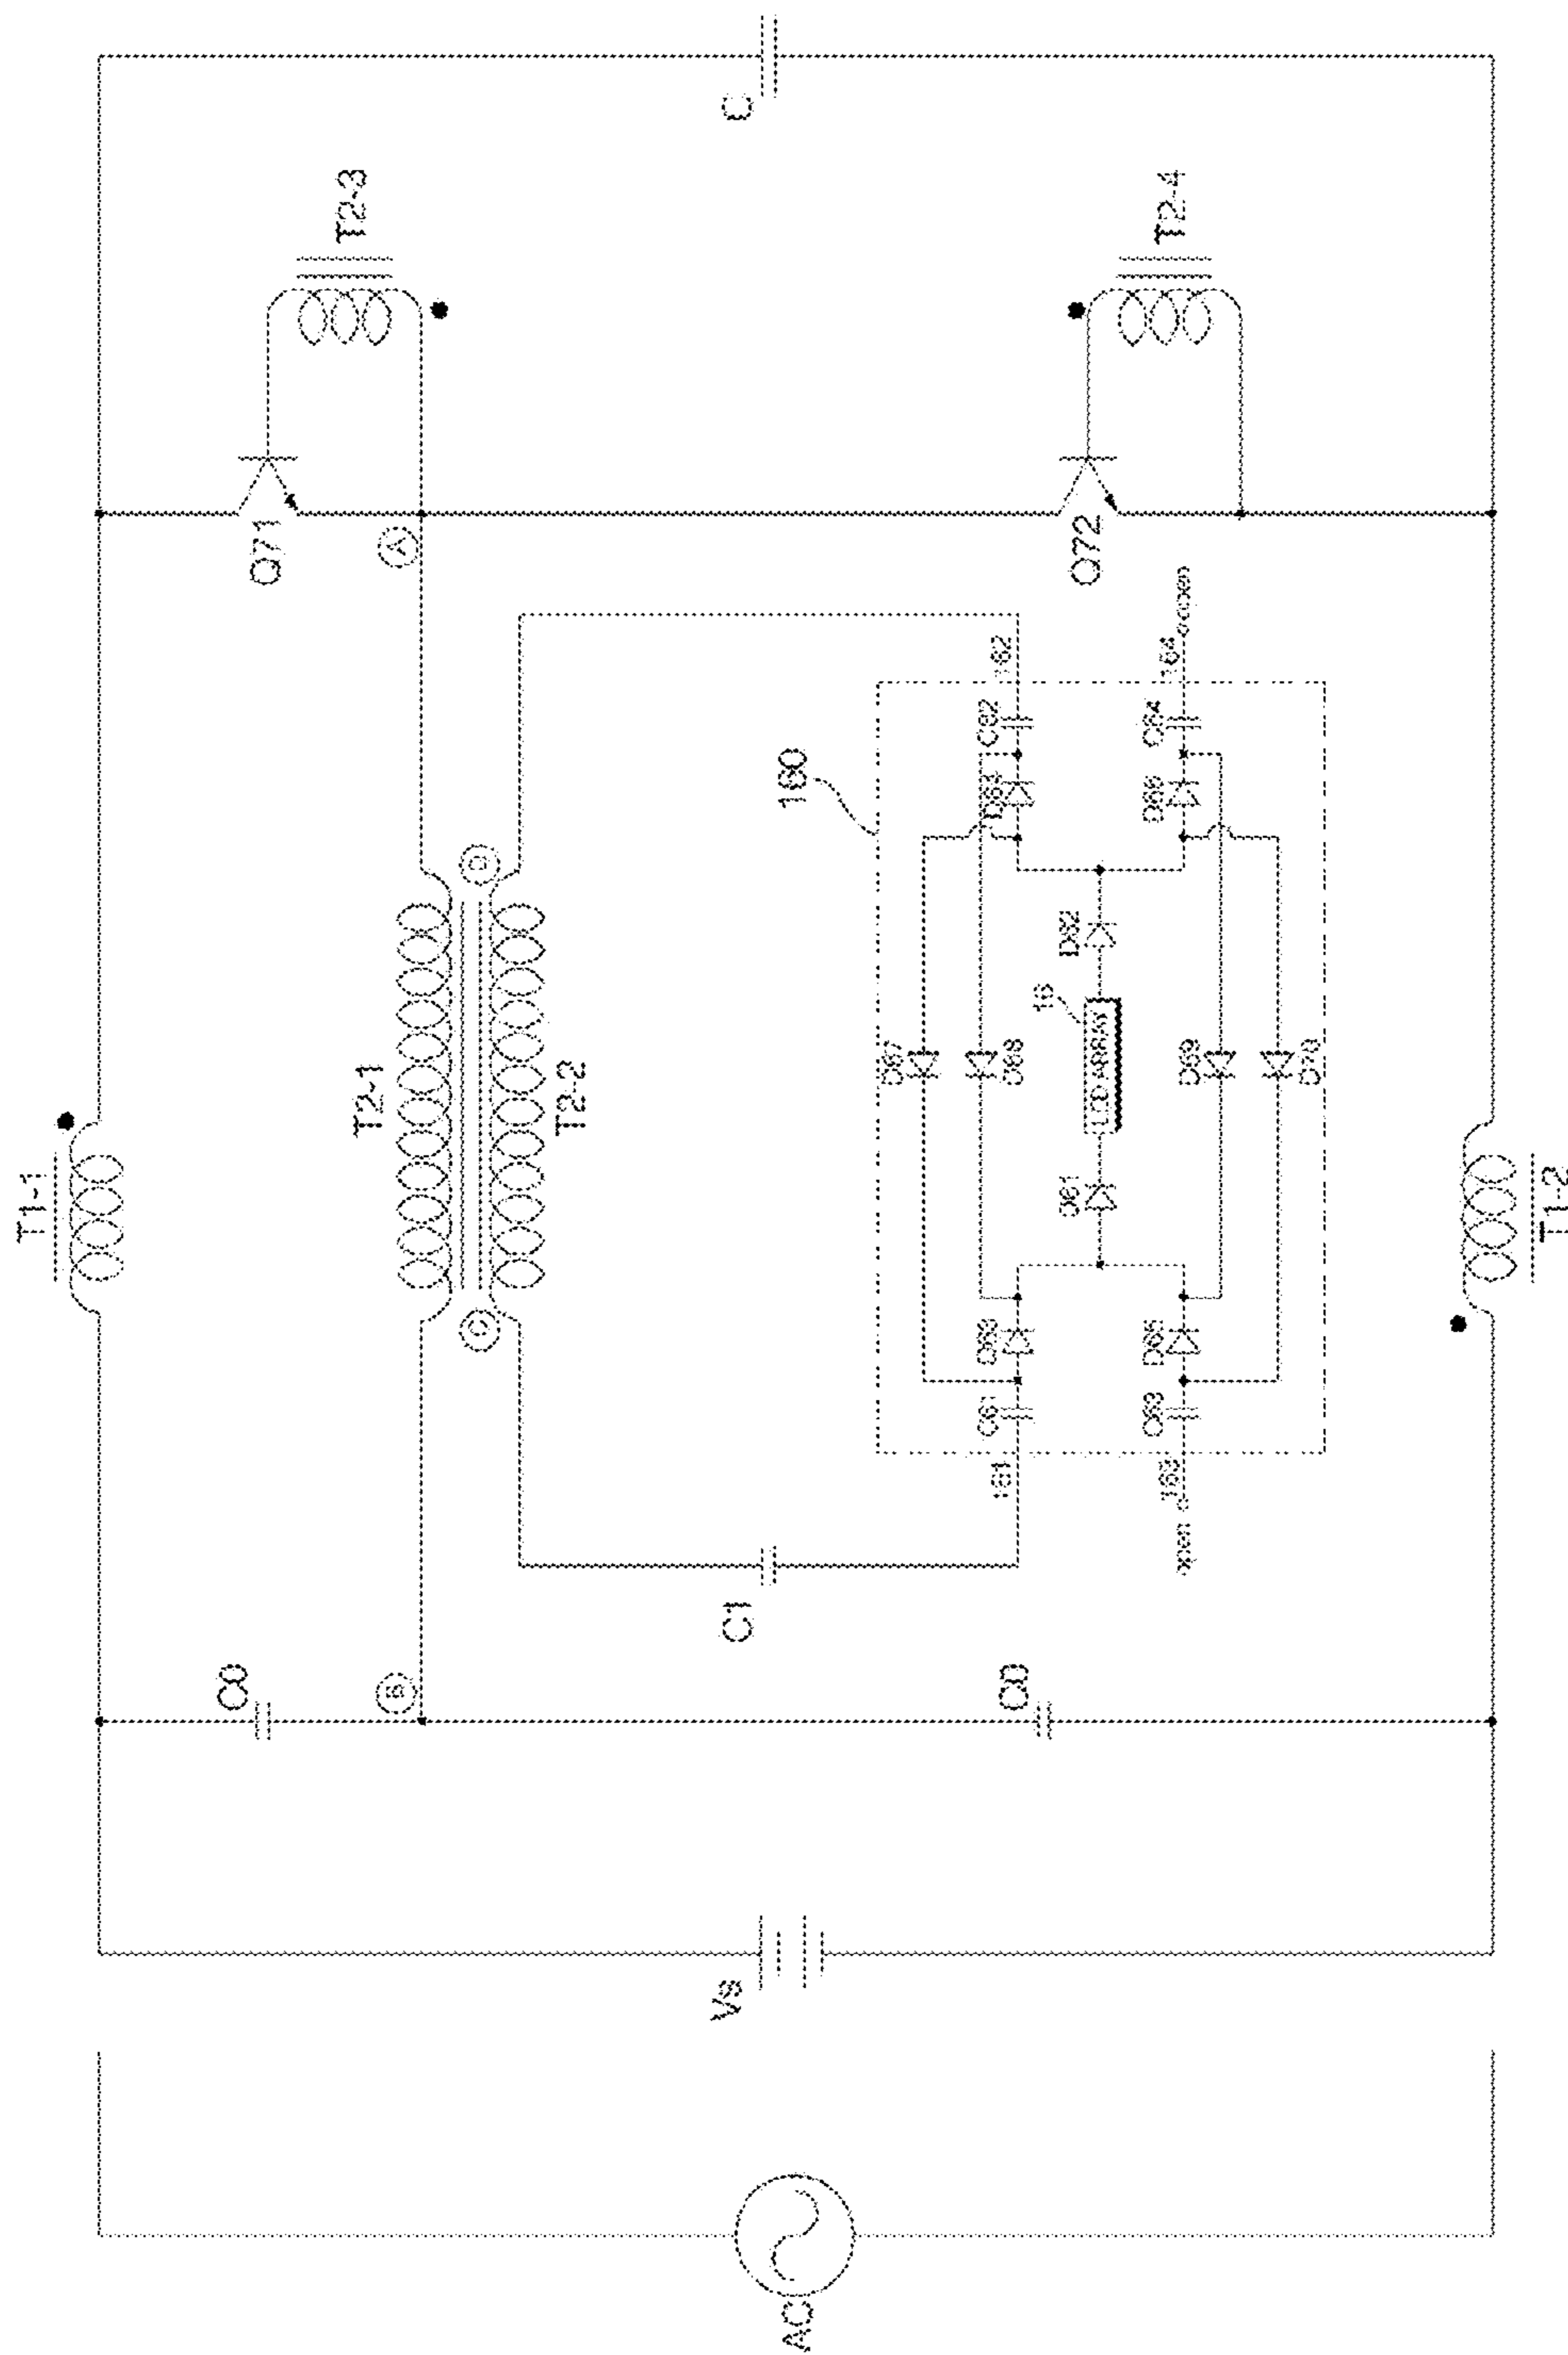 AC
Vs
C0
C0
B
C1
T1-1
T1-2
T2-1
T2-2
C
D
160
161
open
163
C61
C63
D63
D65
D61
16
LED ARRAY
D62
D67
D68
D69
D70
D66
C62
C64
162
164
open
A
Q71
Q72
T2-3
T2-4
C